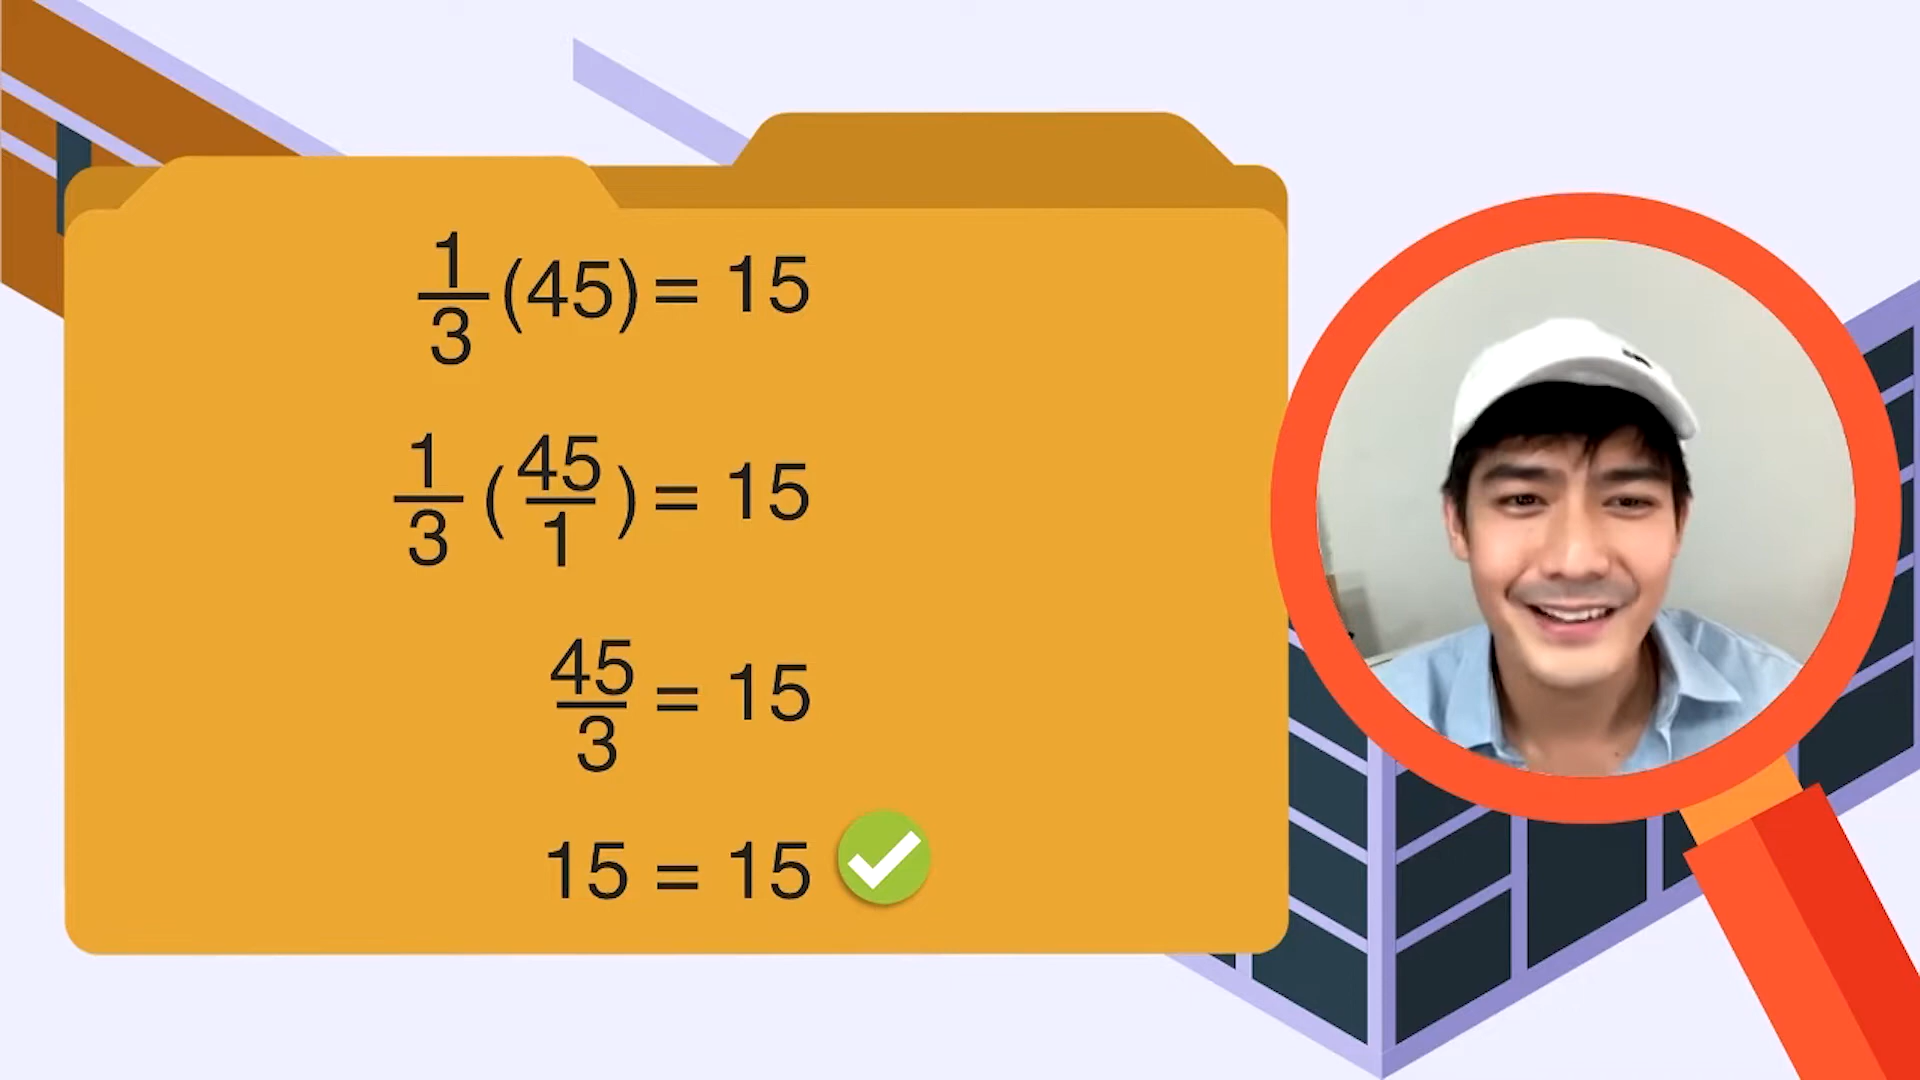 1/3 (45) = 15
1/3 (45/1) = 15
45/3 = 15
15 = 15